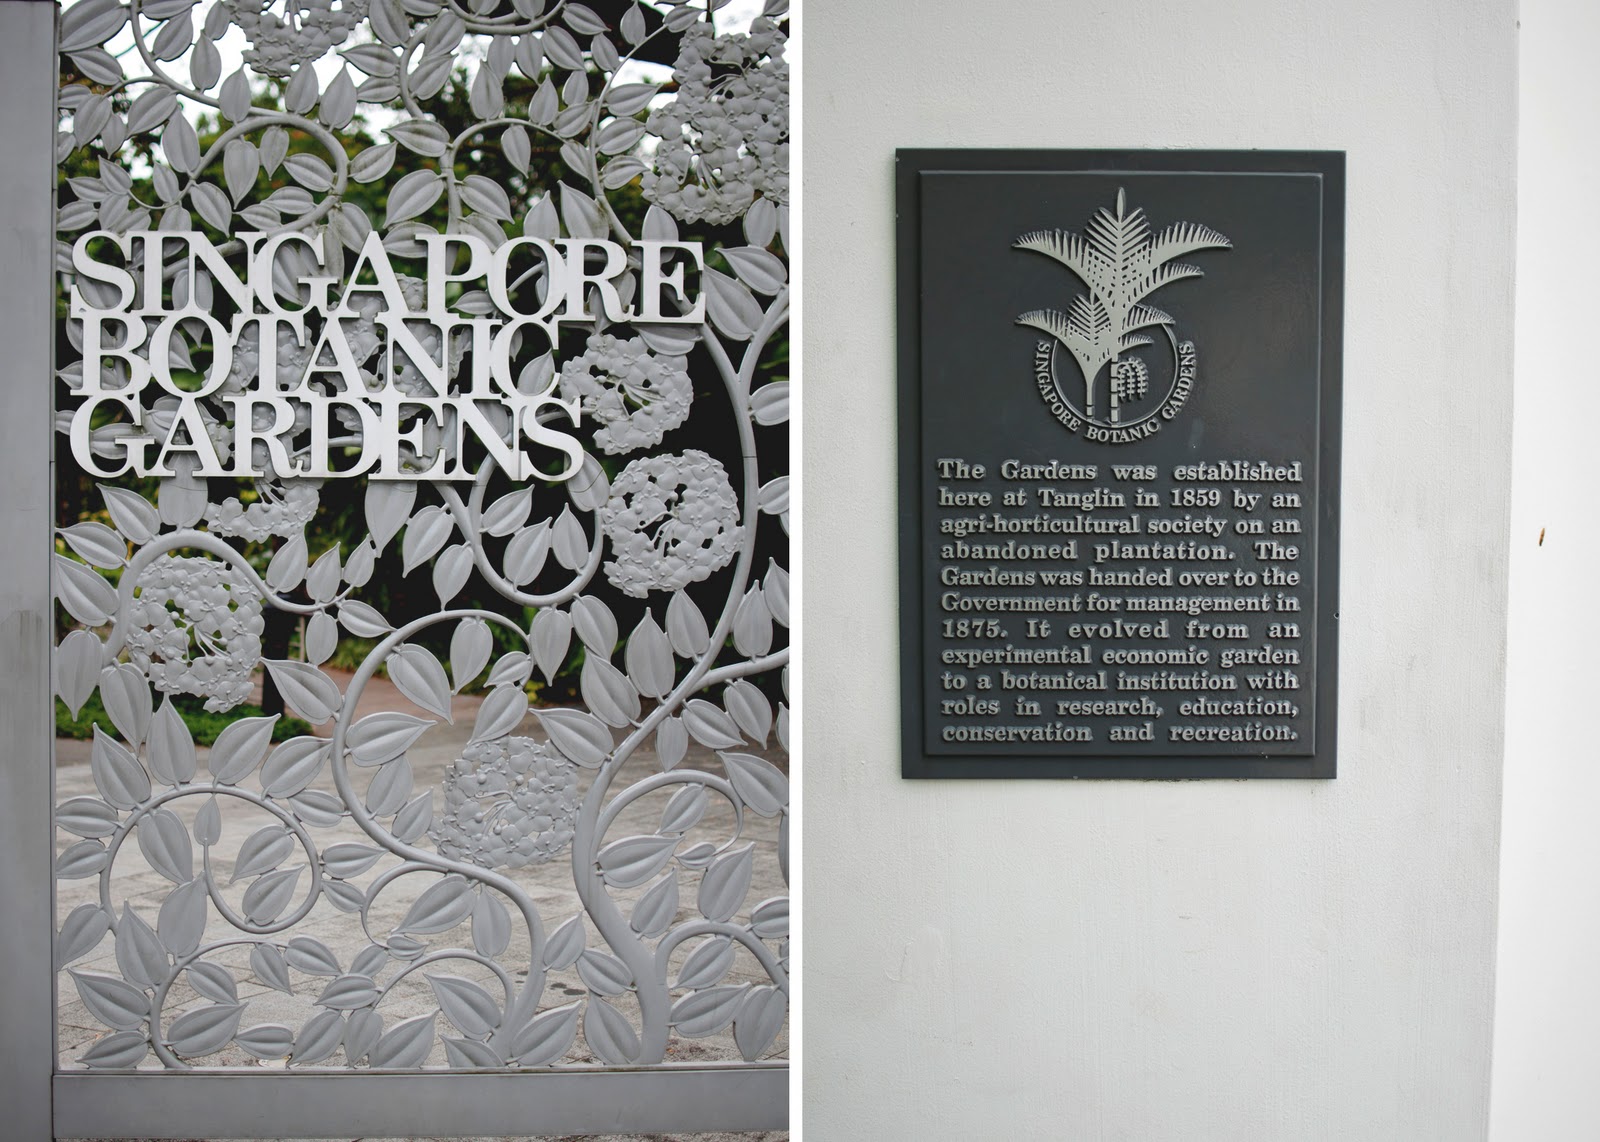 SINGAPORE
BOTANIC
GARDENS
SINGAPORE BOTANIC GARDENS
The Gardens was established
here at Tanglin in 1859 by an
agri-horticultural society on an
abandoned plantation. The
Gardens was handed over to the
Government for management in
1875. It evolved from an
experimental economic garden
to a botanical institution with
roles in research, education,
conservation and recreation.